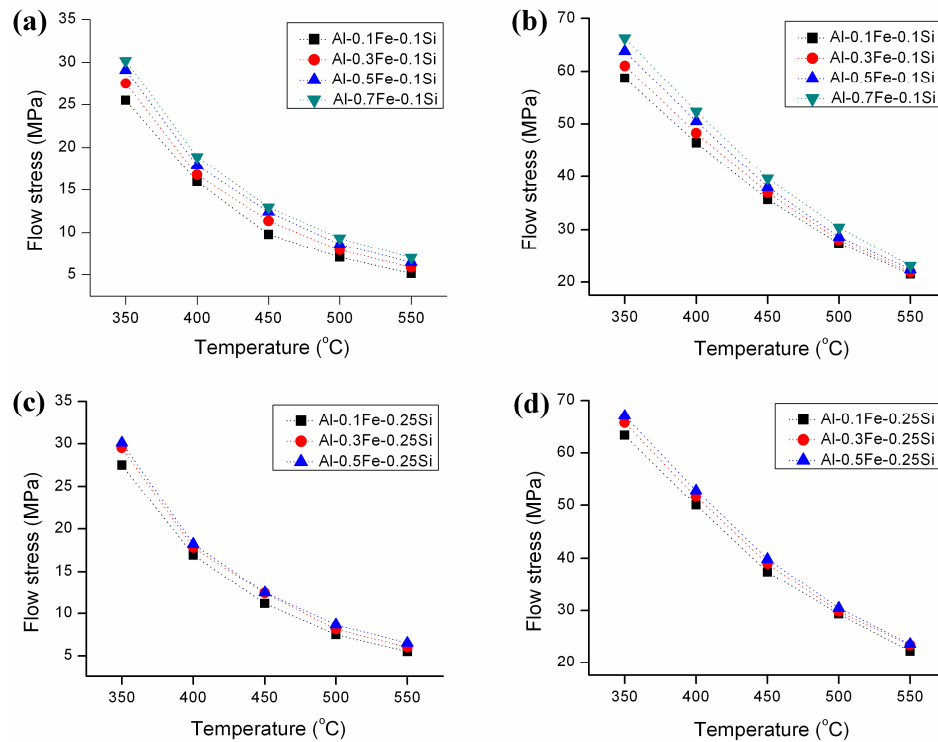 (a)
35
30
25
20
15
10
5
Flow stress (MPa)
350 400 450 500 550
Temperature (°C)
Al-0.1Fe-0.1Si
Al-0.3Fe-0.1Si
Al-0.5Fe-0.1Si
Al-0.7Fe-0.1Si
(b)
70
60
50
40
30
20
Flow stress (MPa)
350 400 450 500 550
Temperature (°C)
Al-0.1Fe-0.1Si
Al-0.3Fe-0.1Si
Al-0.5Fe-0.1Si
Al-0.7Fe-0.1Si
(c)
35
30
25
20
15
10
5
Flow stress (MPa)
350 400 450 500 550
Temperature (°C)
Al-0.1Fe-0.25Si
Al-0.3Fe-0.25Si
Al-0.5Fe-0.25Si
(d)
70
60
50
40
30
20
Flow stress (MPa)
350 400 450 500 550
Temperature (°C)
Al-0.1Fe-0.25Si
Al-0.3Fe-0.25Si
Al-0.5Fe-0.25Si